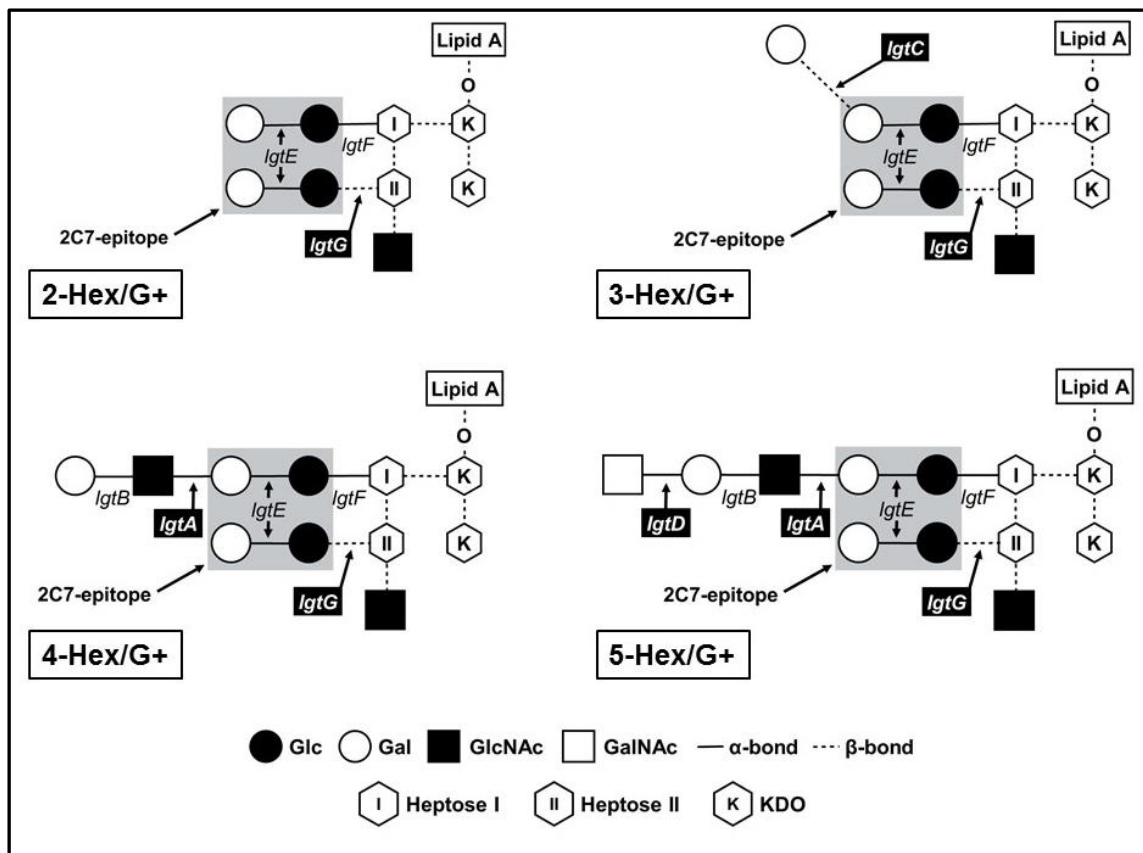 Lipid A
O
I
K
lgtE
lgtF
II
K
2C7-epitope
lgtG
2-Hex/G+
Lipid A
lgtC
O
I
K
lgtE
lgtF
II
K
2C7-epitope
lgtG
3-Hex/G+
Lipid A
O
I
K
lgtB
lgtA
lgtE
lgtF
II
K
2C7-epitope
lgtG
4-Hex/G+
Lipid A
O
I
K
lgtD
lgtB
lgtA
lgtE
lgtF
II
K
2C7-epitope
lgtG
5-Hex/G+
Glc Gal GlcNAc GalNAc α-bond β-bond
I Heptose I II Heptose II K KDO